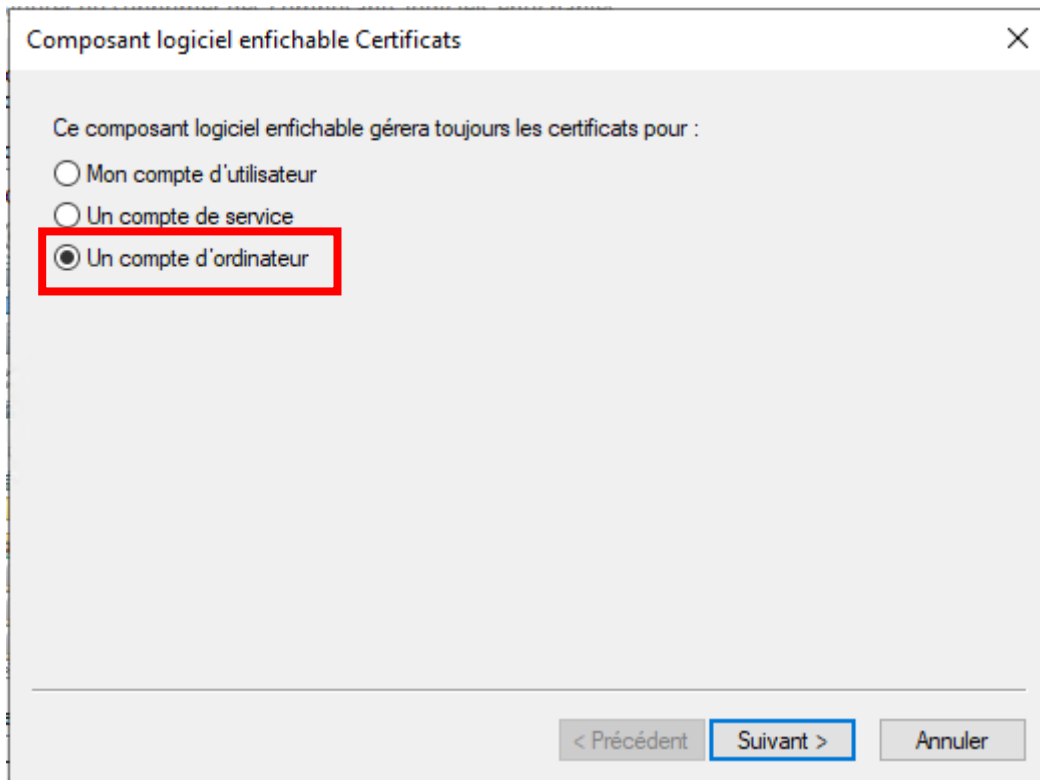 Composant logiciel enfichable Certificats
Ce composant logiciel enfichable gérera toujours les certificats pour :
Mon compte d'utilisateur
Un compte de service
Un compte d'ordinateur
< Précédent Suivant > Annuler